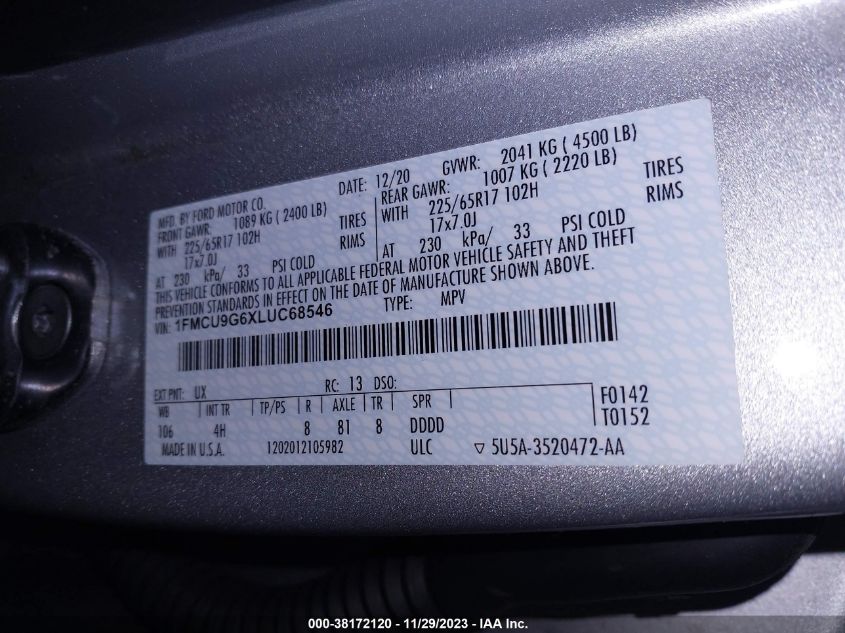 MFD. BY FORD MOTOR CO.
DATE: 12/20
GVWR: 2041 KG ( 4500 LB)
FRONT GAWR: 1089 KG ( 2400 LB)
REAR GAWR: 1007 KG ( 2220 LB)
WITH 225/65R17 102H TIRES
WITH 225/65R17 102H TIRES
17x7.0J RIMS
17x7.0J RIMS
AT 230 kPa/ 33 PSI COLD
AT 230 kPa/ 33 PSI COLD
THIS VEHICLE CONFORMS TO ALL APPLICABLE FEDERAL MOTOR VEHICLE SAFETY AND THEFT
PREVENTION STANDARDS IN EFFECT ON THE DATE OF MANUFACTURE SHOWN ABOVE.
VIN: 1FMCU9G6XLUC68546
TYPE: MPV
EXT PNT: UX RC: 13 DSO:
WB INT TR TP/PS R AXLE TR SPR
F0142
106 4H 8 81 8 DDDD
T0152
MADE IN U.S.A. 1202012105982 ULC ▽ 5U5A-3520472-AA
000-38172120 - 11/29/2023 - IAA Inc.